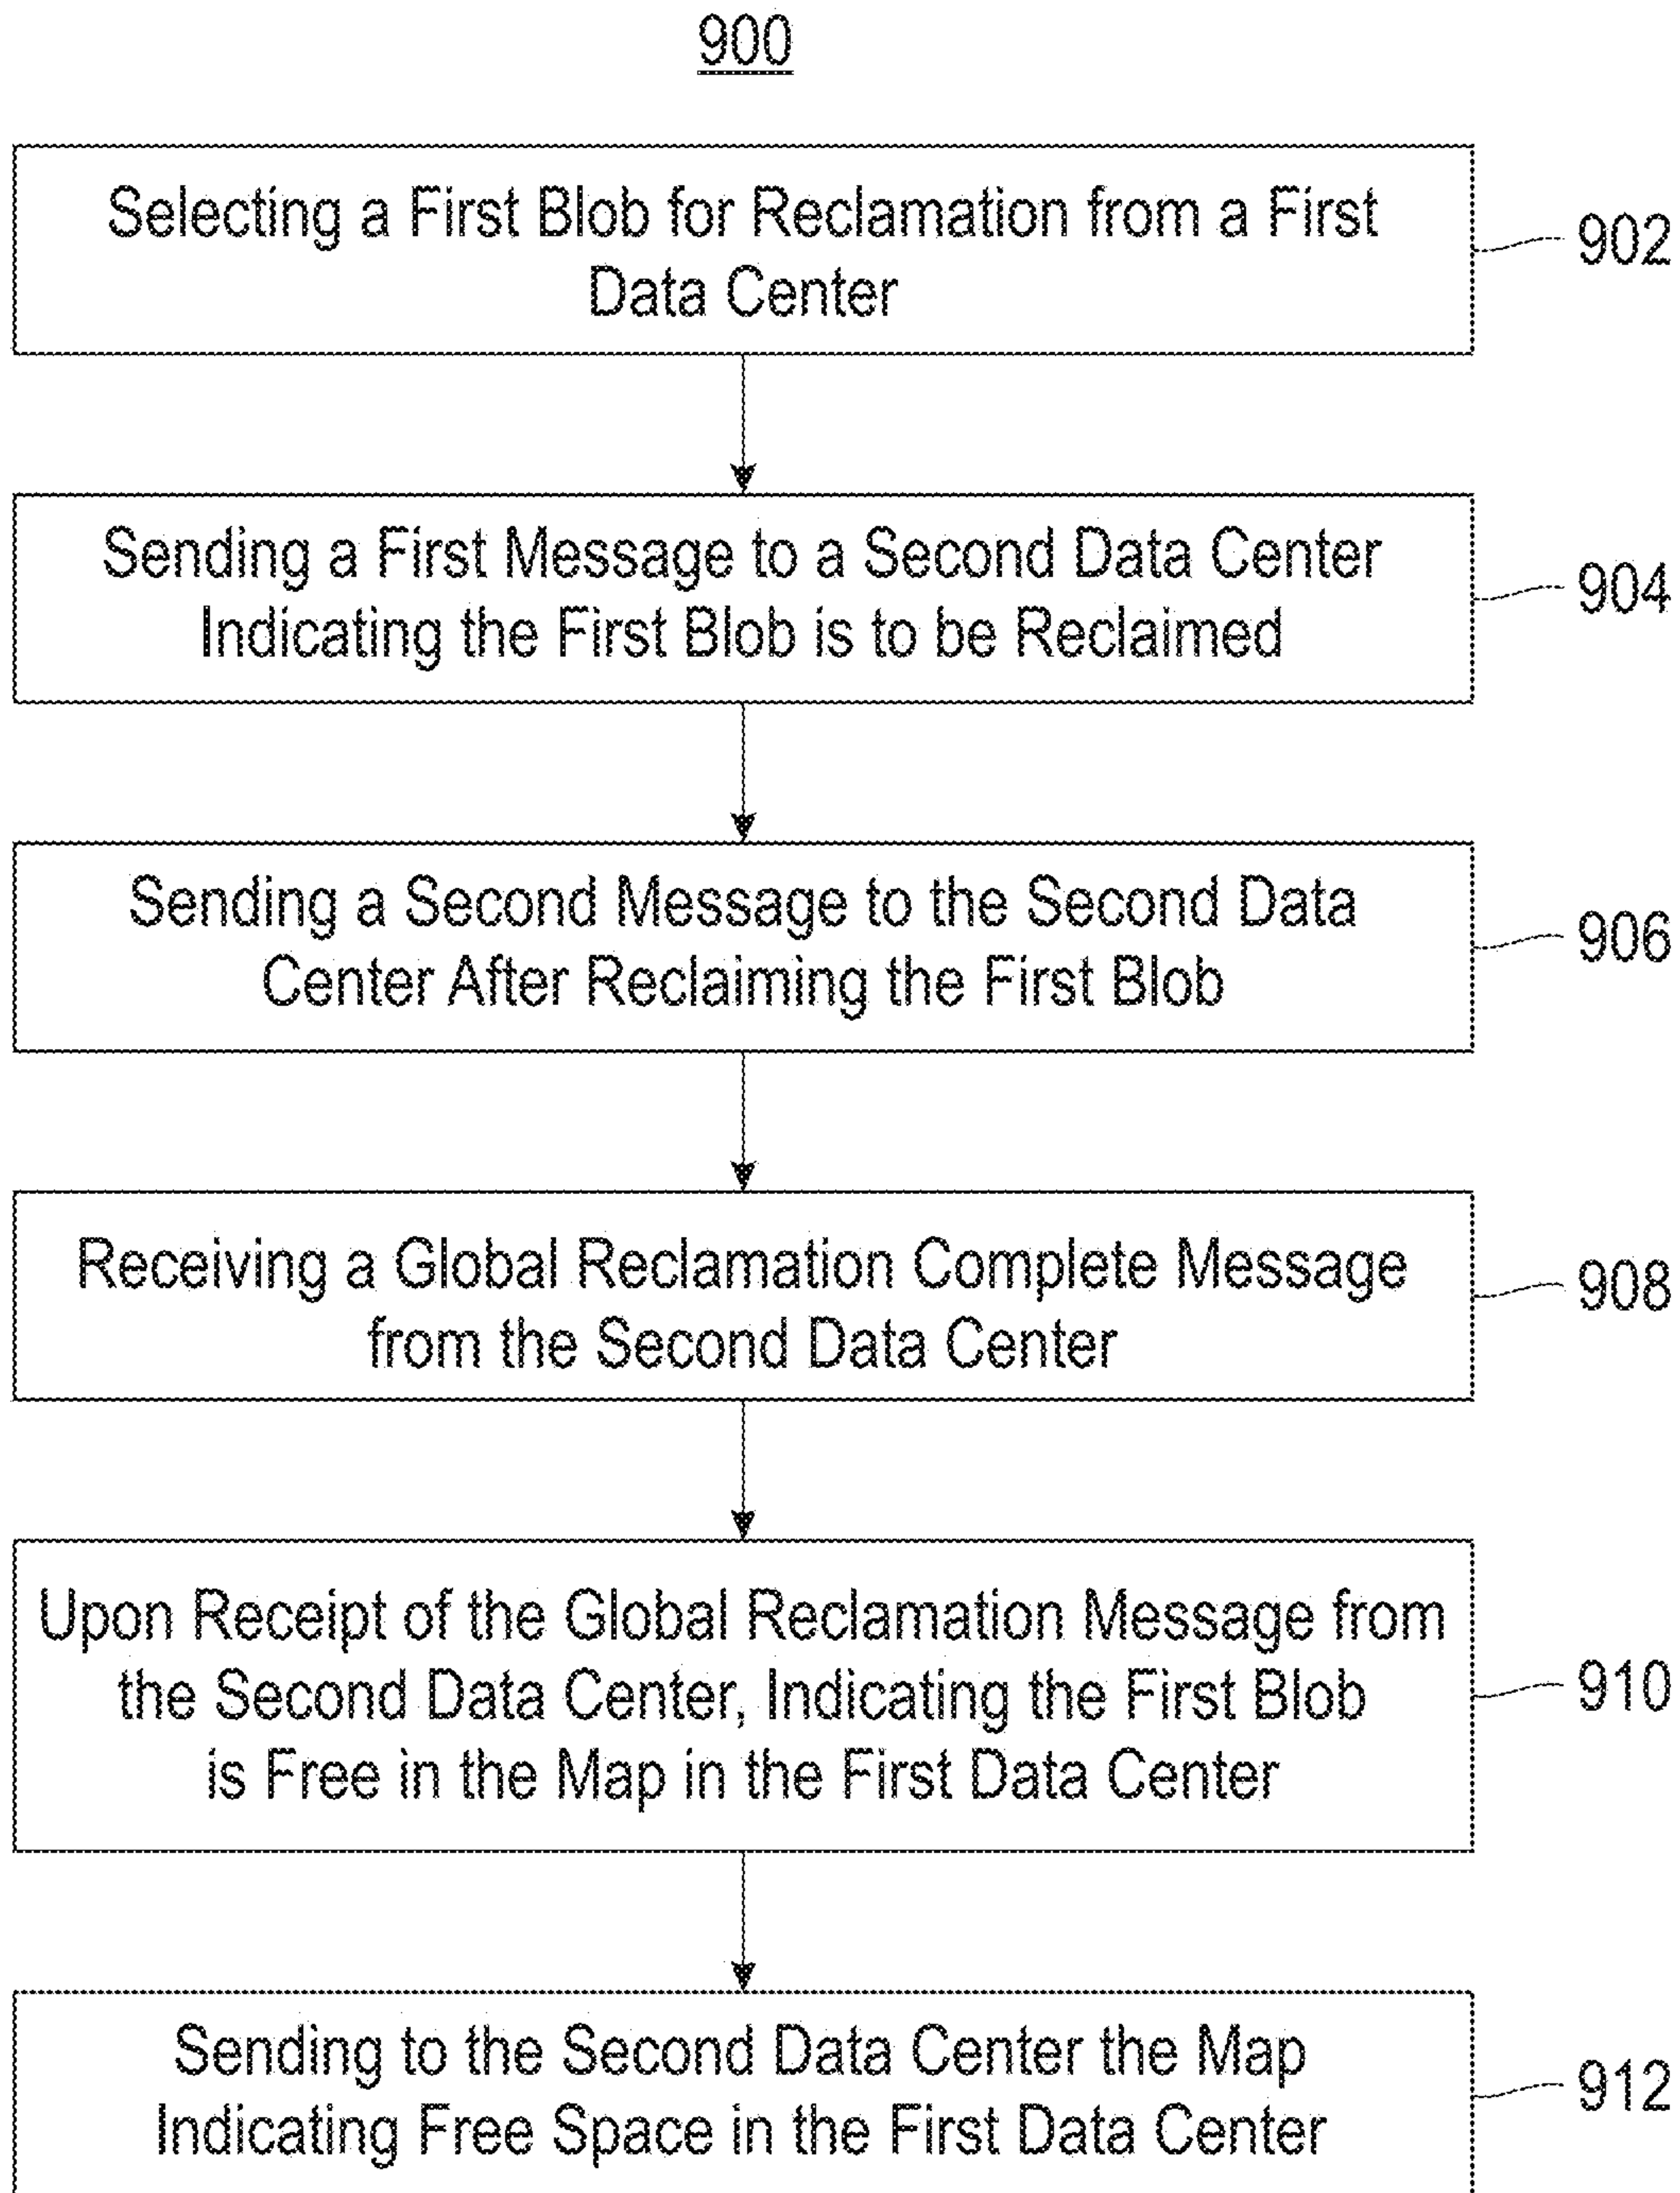 900
Selecting a First Blob for Reclamation from a First
Data Center
902
Sending a First Message to a Second Data Center
Indicating the First Blob is to be Reclaimed
904
Sending a Second Message to the Second Data
Center After Reclaiming the First Blob
906
Receiving a Global Reclamation Complete Message
from the Second Data Center
908
Upon Receipt of the Global Reclamation Message from
the Second Data Center, Indicating the First Blob
is Free in the Map in the First Data Center
910
Sending to the Second Data Center the Map
Indicating Free Space in the First Data Center
912